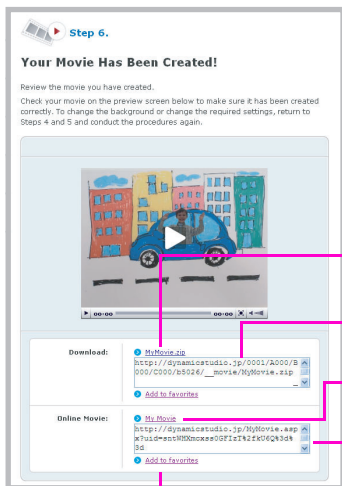 Step 6.
Your Movie Has Been Created!
Review the movie you have created.
Check your movie on the preview screen below to make sure it has been created
correctly. To change the background or change the required settings, return to
Steps 4 and 5 and conduct the procedures again.
00:00 00:00
Download: MyMovie.zip
http://dynamicstudio.jp/0001/A000/B
000/C000/b5026/__movie/MyMovie.zip
Add to favorites
Online Movie: My Movie
http://dynamicstudio.jp/MyMovie.asp
x?uid=sntWMXmcxss0GFIzT%2fkU6Q%3d%
3d
Add to favorites